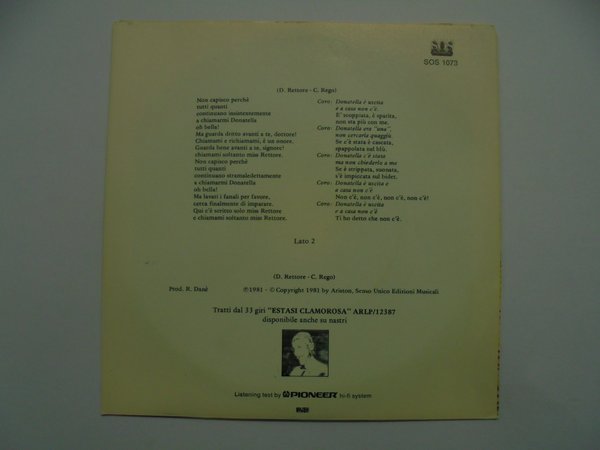 SOS 1073
(D. Rettore - C. Rego)
Non capisco perchè
tutti quanti
continuano insistentemente
a chiamarmi Donatella
oh bella!
Ma guarda dritto avanti a te, dottore!
Chiamami e richiamami, è un onore.
Guarda bene avanti a te, signore!
chiamami soltanto miss Rettore.
Non capisco perchè
tutti quanti
continuano stramaledettamente
a chiamarmi Donatella
oh bella!
Ma lavati i fanali per favore,
cerca finalmente di imparare.
Qui c'è scritto solo miss Rettore
e chiamami soltanto miss Rettore.
Coro: Donatella è uscita
e a casa non c'è.
E' scoppiata, è sparita,
non sta più con me.
Coro: Donatella era "una"
non cercarla quaggiù.
Se c'è stata è cascata,
spappolata sul blù.
Coro: Donatella c'è stata
ma non chiederlo a me
Se è strippata, suonata,
s'è impiccata sul bidet.
Coro: Donatella è uscita e
a casa non c'è
Non c'è, non c'è, non c'è, non c'è!
Coro: Donatella è uscita
e a casa non c'è
Ti ho detto che non c'è.
Lato 2
(D. Rettore - C. Rego)
Prod. R. Danè
℗1981 - © Copyright 1981 by Ariston, Senso Unico Edizioni Musicali
Tratti dal 33 giri "ESTASI CLAMOROSA" ARLP/12387
disponibile anche su nastri
Listening test by PIONEER hi-fi system